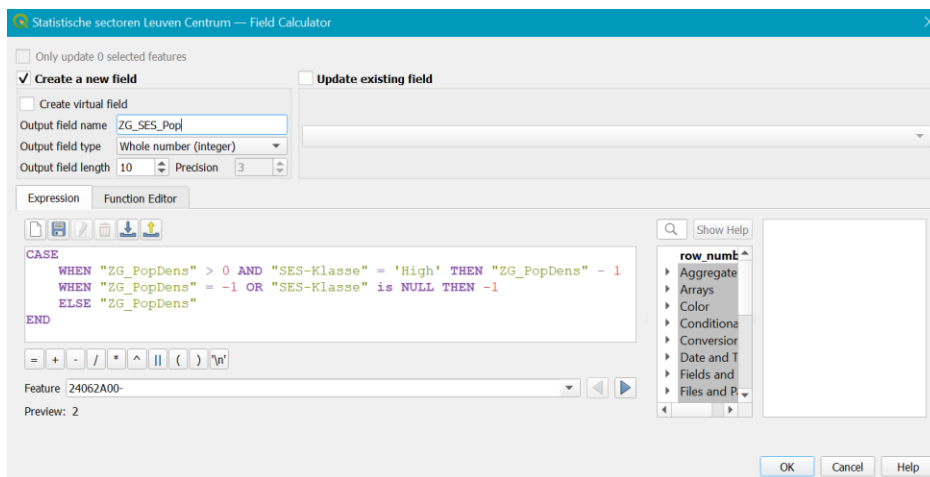 Statistische sectoren Leuven Centrum — Field Calculator
Only update 0 selected features
Create a new field
Update existing field
Create virtual field
Output field name ZG_SES_Pop
Output field type Whole number (integer)
Output field length 10 Precision 3
Expression Function Editor
Show Help
CASE
WHEN "ZG_PopDens" > 0 AND "SES-Klasse" = 'High' THEN "ZG_PopDens" - 1
WHEN "ZG_PopDens" = -1 OR "SES-Klasse" is NULL THEN -1
ELSE "ZG_PopDens"
END
row_numb
Aggregate
Arrays
Color
Conditiona
Conversion
Date and T
Fields and
Files and P
= + - / * ^ || ( ) '\n'
Feature 24062A00-
Preview: 2
OK Cancel Help